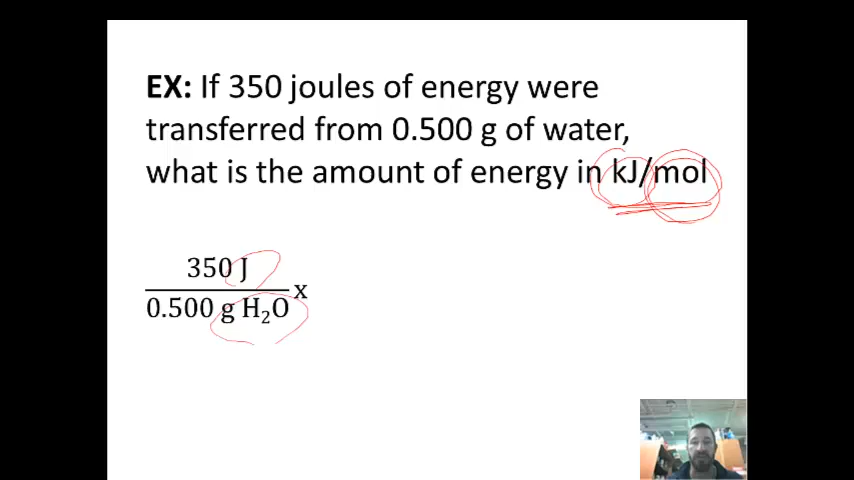 EX: If 350 joules of energy were
transferred from 0.500 g of water,
what is the amount of energy in kJ/mol
350 J
0.500 g H₂O x